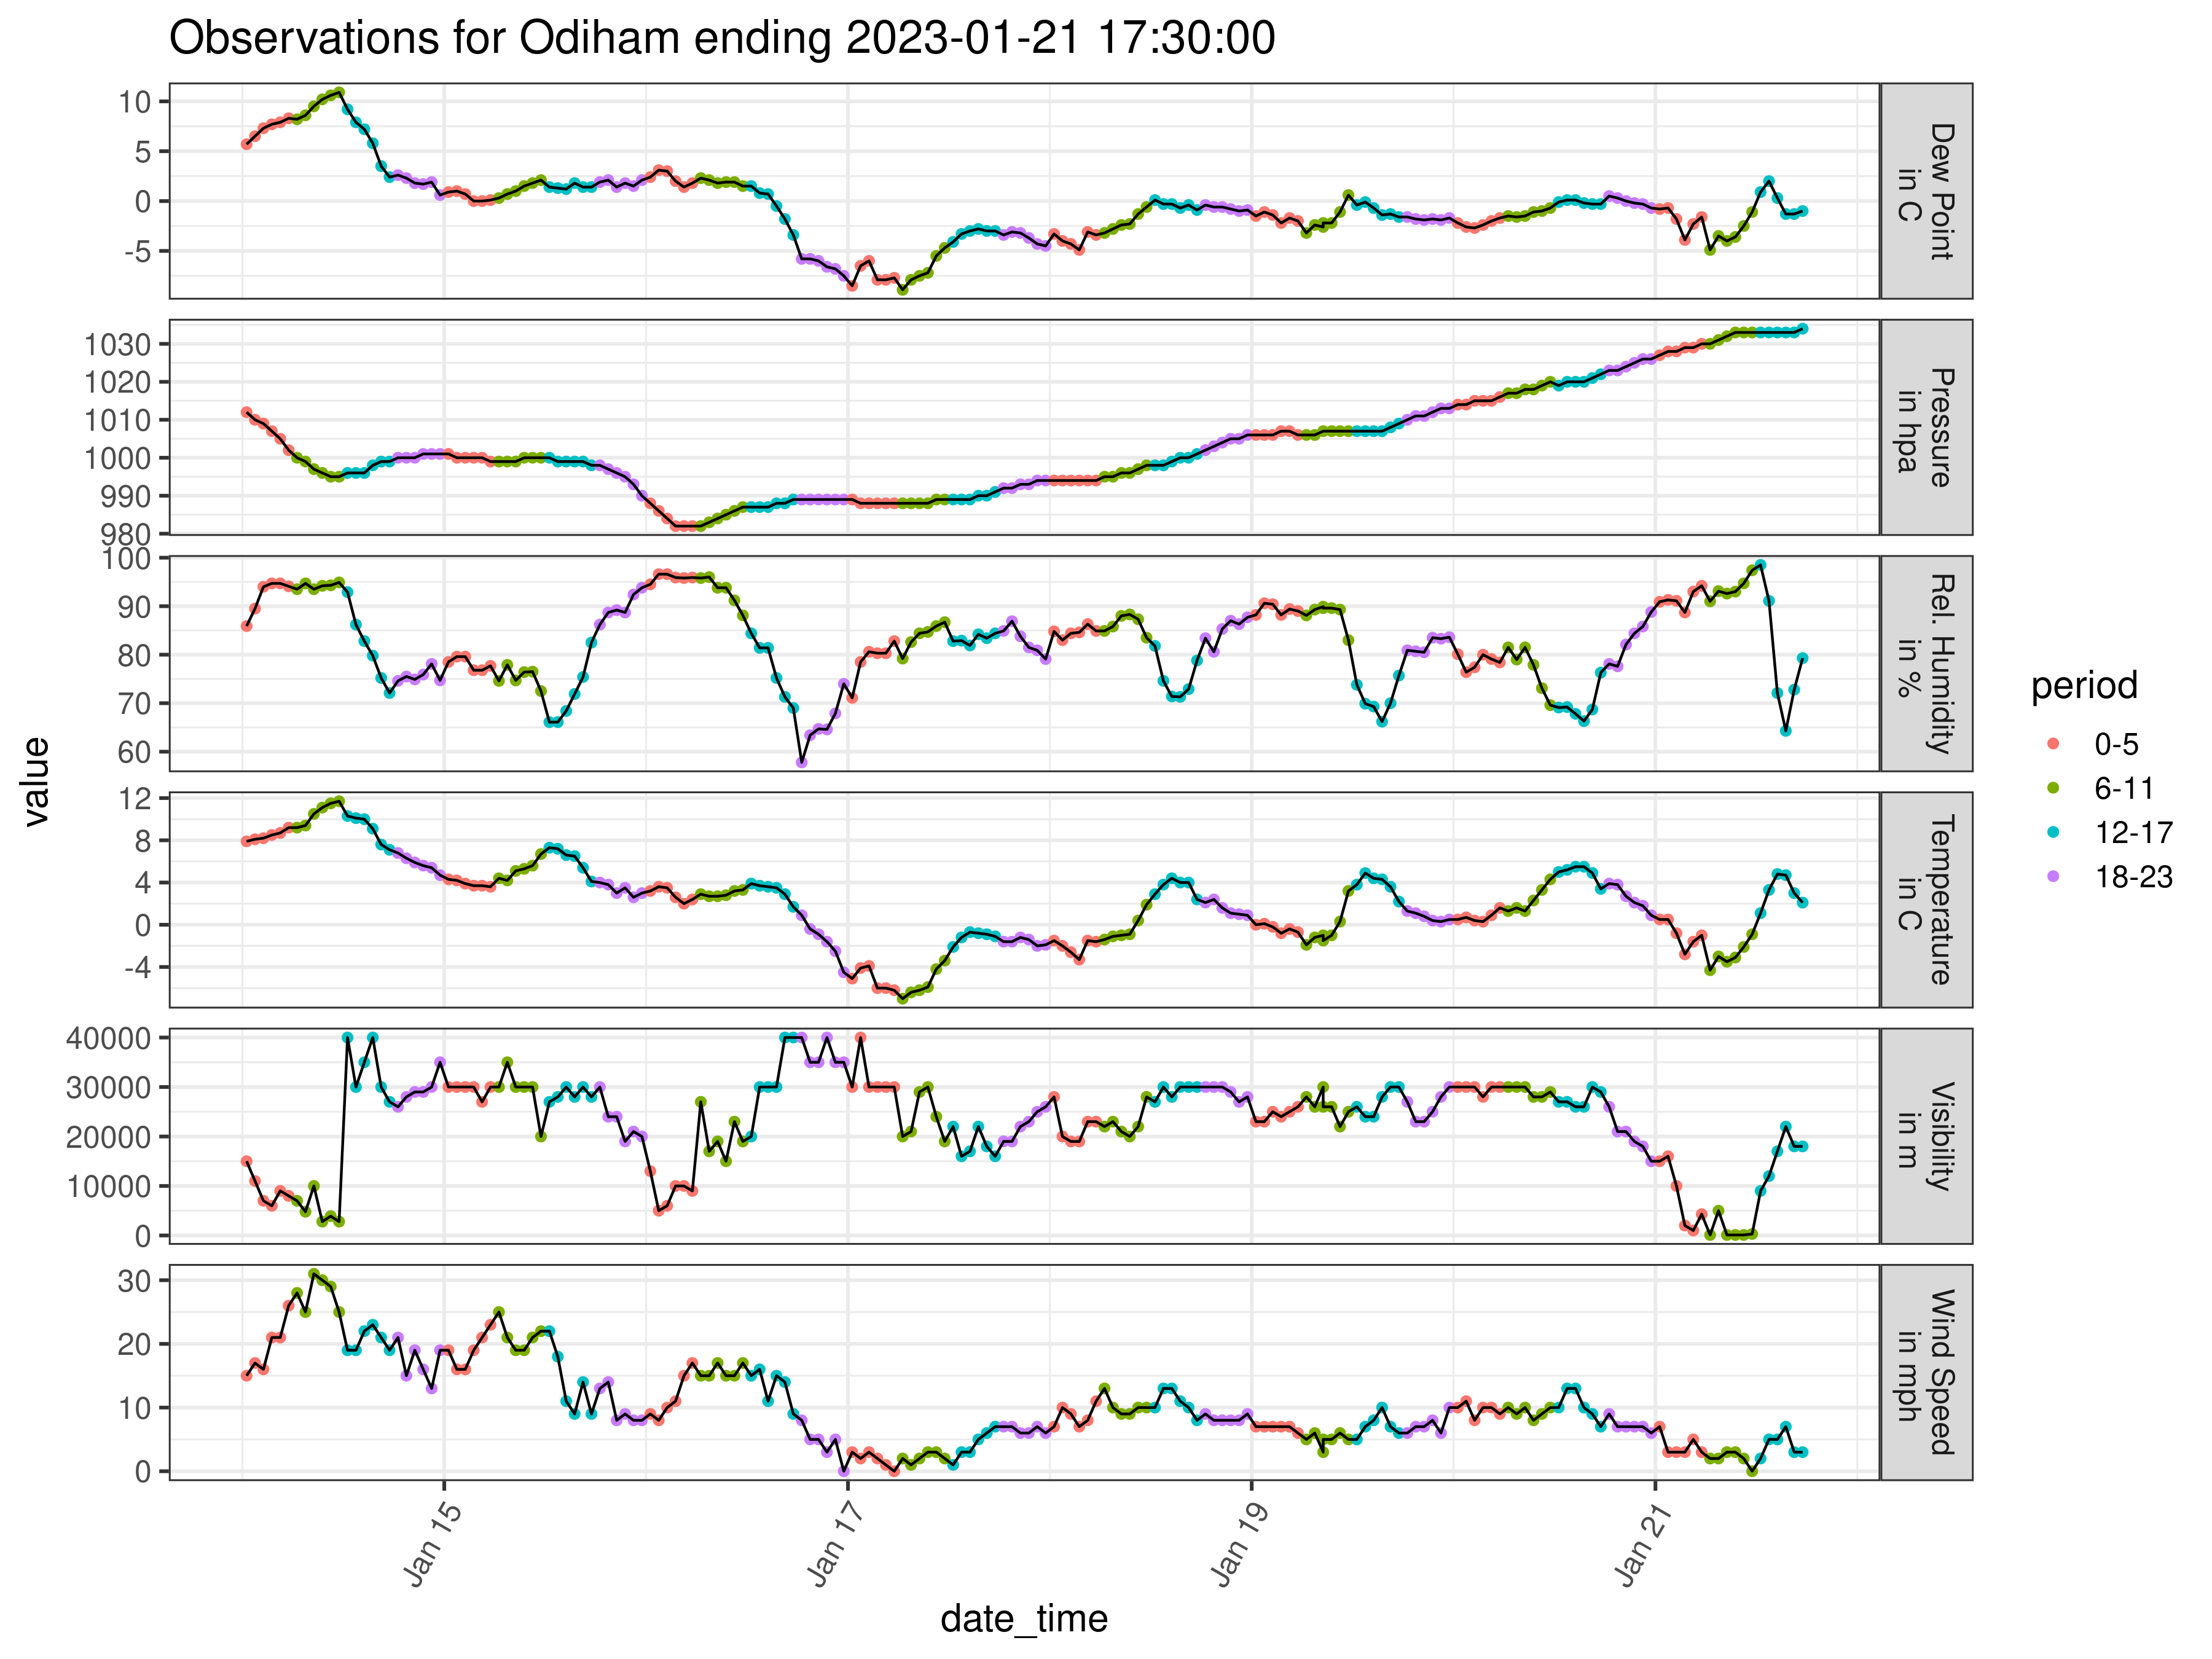 Observations for Odiham ending 2023-01-21 17:30:00
value
10
5
0
-5
Dew Point
in C
1030
1020
1010
1000
990
980
Pressure
in hpa
100
90
80
70
60
Rel. Humidity
in %
12
8
4
0
-4
Temperature
in C
40000
30000
20000
10000
0
Visibility
in m
30
20
10
0
Wind Speed
in mph
Jan 15
Jan 17
Jan 19
Jan 21
date_time
period
0-5
6-11
12-17
18-23